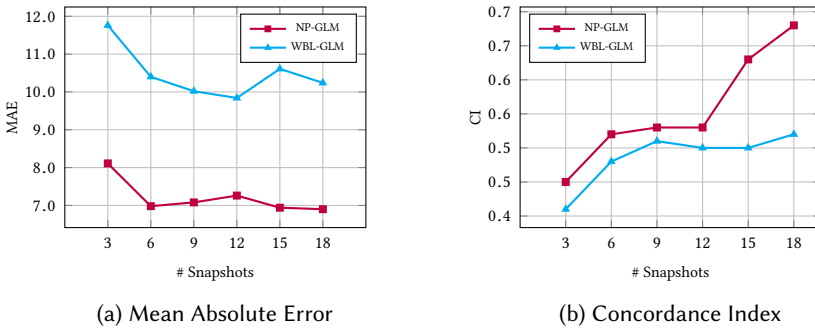 12.0
11.0
10.0
9.0
8.0
7.0
MAE
NP-GLM
WBL-GLM
3 6 9 12 15 18
# Snapshots
(a) Mean Absolute Error
0.7
0.7
0.6
0.6
0.5
0.5
0.4
CI
NP-GLM
WBL-GLM
3 6 9 12 15 18
# Snapshots
(b) Concordance Index